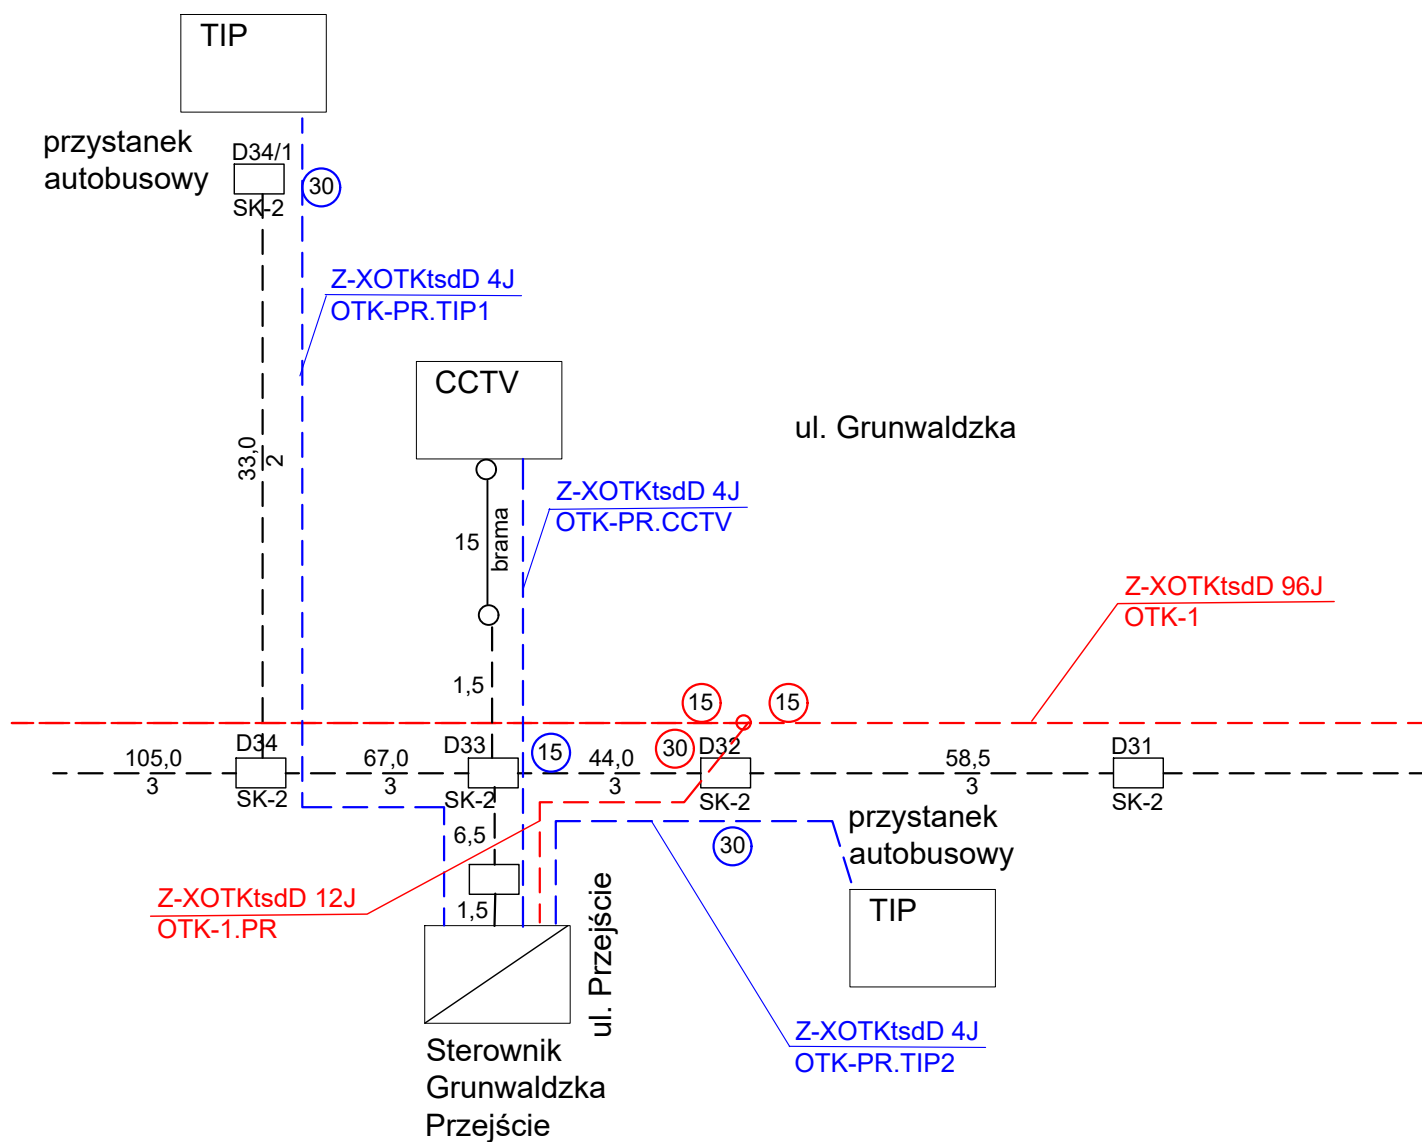 TIP
przystanek
autobusowy
D34/1
SK-2
30
Z-XOTKtsdD 4J
OTK-PR.TIP1
33,0
2
CCTV
ul. Grunwaldzka
Z-XOTKtsdD 4J
OTK-PR.CCTV
15
brama
Z-XOTKtsdD 96J
OTK-1
1,5
15
15
105,0
3
D34
SK-2
67,0
3
D33
SK-2
15
44,0
3
30
D32
SK-2
58,5
3
D31
SK-2
6,5
30
przystanek
autobusowy
Z-XOTKtsdD 12J
OTK-1.PR
1,5
TIP
ul. Przejście
Z-XOTKtsdD 4J
OTK-PR.TIP2
Sterownik
Grunwaldzka
Przejście